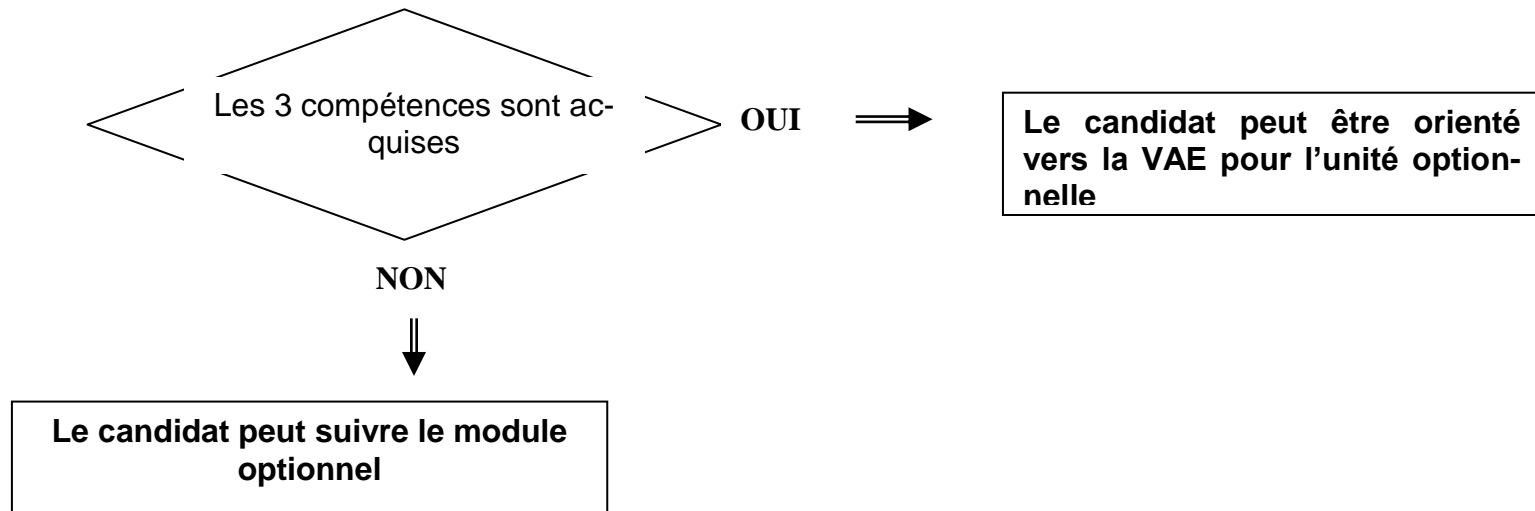 Les 3 compétences sont ac-
quises
OUI
Le candidat peut être orienté
vers la VAE pour l'unité option-
nelle
NON
Le candidat peut suivre le module
optionnel